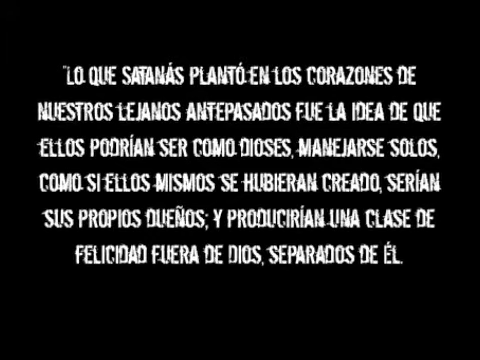 "LO QUE SATANÁS PLANTÓ EN LOS CORAZONES DE
NUESTROS LEJANOS ANTEPASADOS FUE LA IDEA DE QUE
ELLOS PODRÍAN SER COMO DIOSES, MANEJARSE SOLOS,
COMO SI ELLOS MISMOS SE HUBIERAN CREADO, SERÍAN
SUS PROPIOS DUEÑOS; Y PRODUCIRÍAN UNA CLASE DE
FELICIDAD FUERA DE DIOS, SEPARADOS DE ÉL.